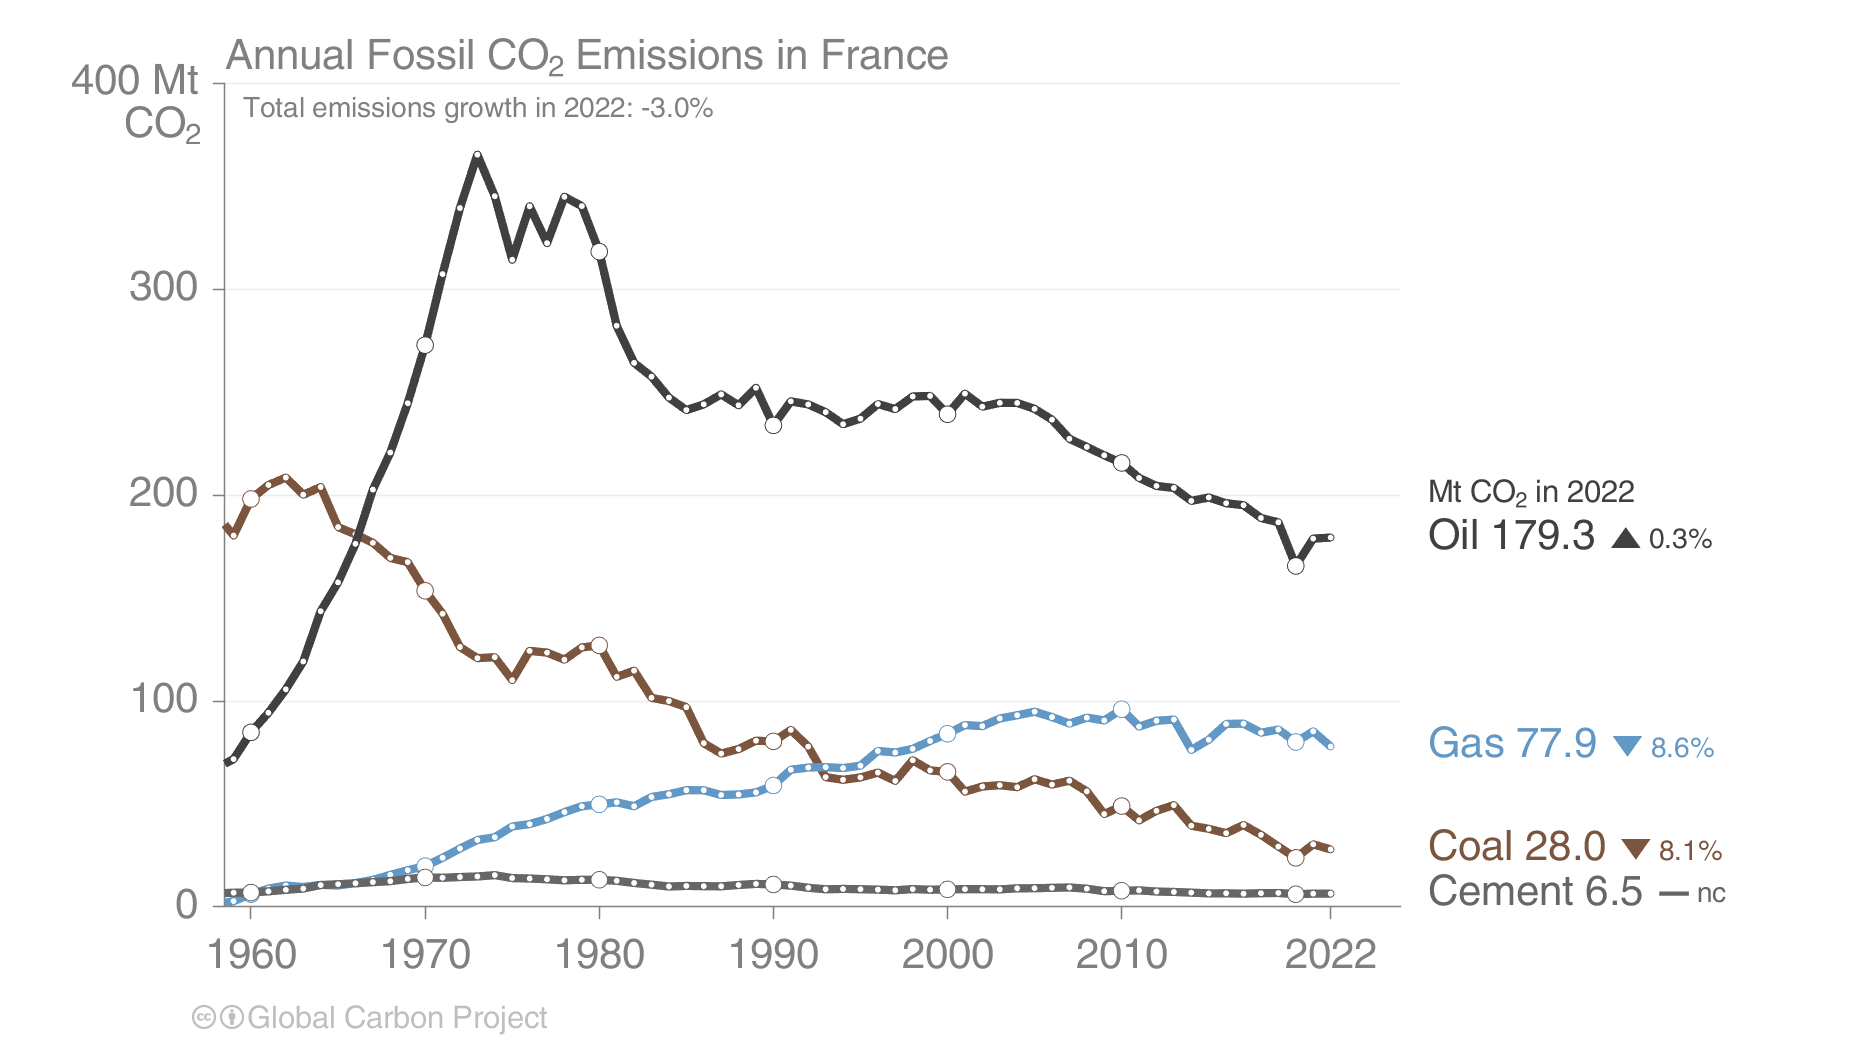 Annual Fossil CO₂ Emissions in France
400 Mt
CO₂
Total emissions growth in 2022: -3.0%
300
200
100
0
Mt CO₂ in 2022
Oil 179.3 ▲ 0.3%
Gas 77.9 ▼ 8.6%
Coal 28.0 ▼ 8.1%
Cement 6.5 — nc
1960 1970 1980 1990 2000 2010 2022
cc Global Carbon Project